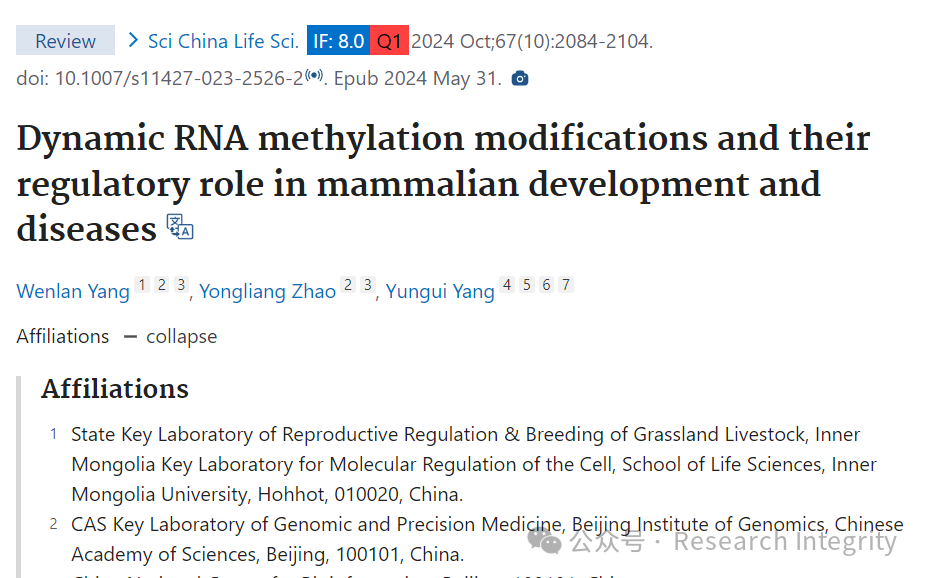 Review > Sci China Life Sci. IF: 8.0 Q1 2024 Oct;67(10):2084-2104.
doi: 10.1007/s11427-023-2526-2. Epub 2024 May 31.
Dynamic RNA methylation modifications and their
regulatory role in mammalian development and
diseases 文A
Wenlan Yang 1 2 3, Yongliang Zhao 2 3, Yungui Yang 4 5 6 7
Affiliations — collapse
Affiliations
1 State Key Laboratory of Reproductive Regulation & Breeding of Grassland Livestock, Inner
Mongolia Key Laboratory for Molecular Regulation of the Cell, School of Life Sciences, Inner
Mongolia University, Hohhot, 010020, China.
2 CAS Key Laboratory of Genomic and Precision Medicine, Beijing Institute of Genomics, Chinese
Academy of Sciences, Beijing, 100101, China.
公众号 · Research Integrity